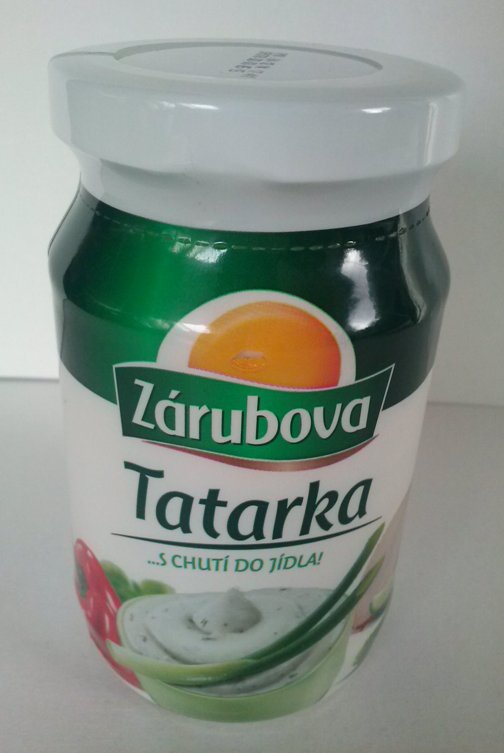 Zárubova
Tatarka
...S CHUTÍ DO JÍDLA!